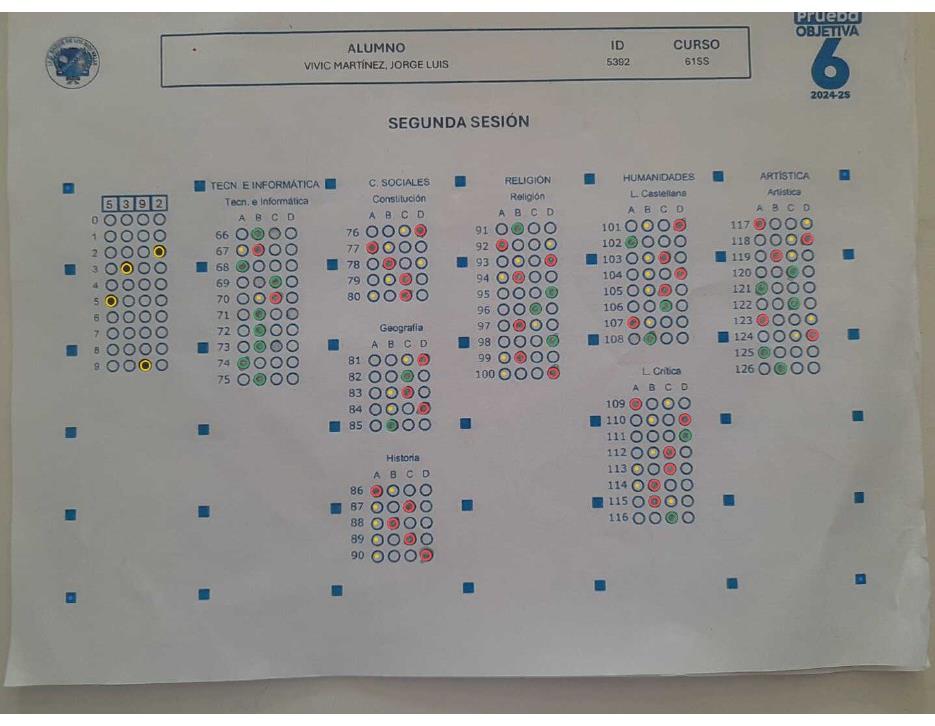 Prueba
OBJETIVA
6
2024-2S
ALUMNO
VIVIC MARTÍNEZ, JORGE LUIS
ID
5392
CURSO
61SS
SEGUNDA SESIÓN
5 3 9 2
0
1
2
3
4
5
6
7
8
9
TECN. E INFORMÁTICA
Tecn. e Informática
A B C D
66
67
68
69
70
71
72
73
74
75
C. SOCIALES
Constitución
A B C D
76
77
78
79
80
Geografía
A B C D
81
82
83
84
85
Historia
A B C D
86
87
88
89
90
RELIGIÓN
Religión
A B C D
91
92
93
94
95
96
97
98
99
100
HUMANIDADES
L. Castellana
A B C D
101
102
103
104
105
106
107
108
L. Crítica
A B C D
109
110
111
112
113
114
115
116
ARTÍSTICA
Artística
A B C D
117
118
119
120
121
122
123
124
125
126